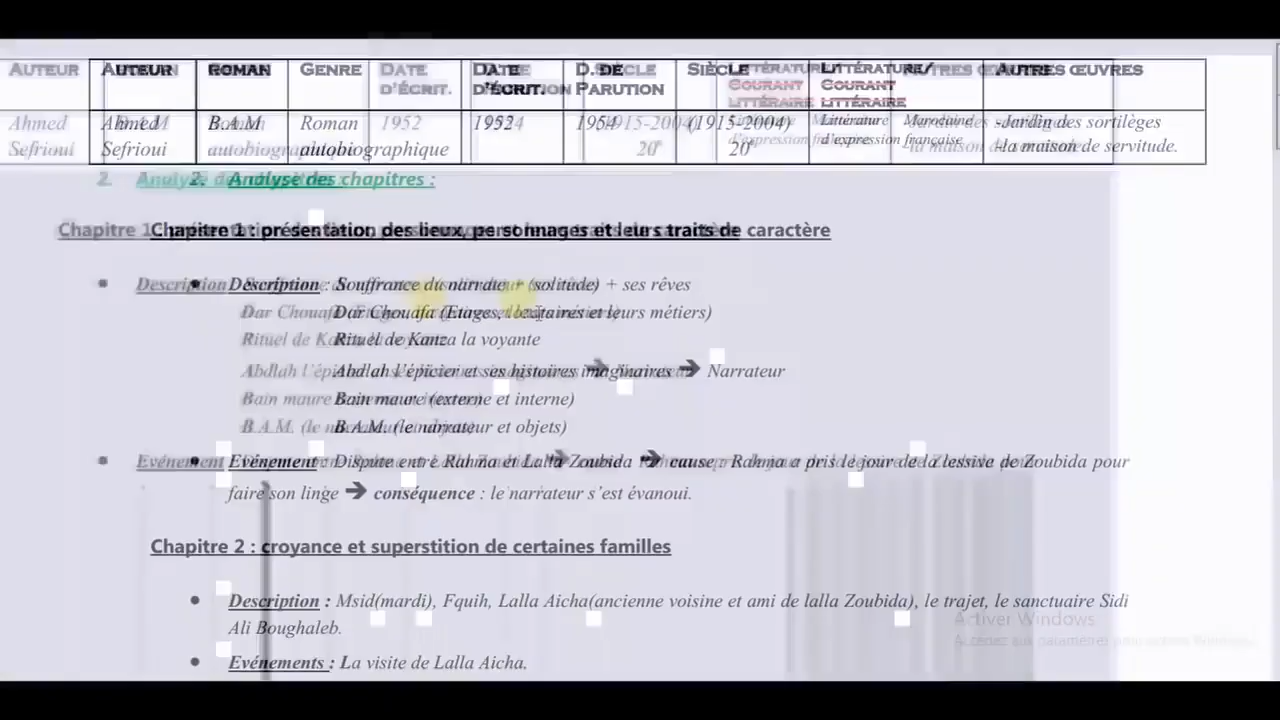 AUTEUR ROMAN GENRE DATE D'ÉCRIT. D. DE PARUTION SIÈCLE LITTÉRATURE/ COURANT LITTÉRAIRE AUTRES ŒUVRES
Ahmed Sefrioui B.A.M Roman autobiographique 1952 1954 (1915-2004) 20e Littérature Marocaine d'expression française -Jardin des sortilèges -la maison de servitude.
2. Analyse des chapitres :
Chapitre 1 : présentation des lieux, personnages et leurs traits de caractère
• Description : Souffrance du narrateur (solitude) + ses rêves
Dar Chouafa (Etages, locataires et leurs métiers)
Rituel de Kanza la voyante
Abdlah l'épicier et ses histoires imaginaires ➔ Narrateur
Bain maure (externe et interne)
B.A.M. (le narrateur et objets)
• Evénement : Dispute entre Rahma et Lalla Zoubida ➔ cause : Rahma a pris le jour de la lessive de Zoubida pour
faire son linge ➔ conséquence : le narrateur s'est évanoui.
Chapitre 2 : croyance et superstition de certaines familles
• Description : Msid(mardi), Fquih, Lalla Aicha(ancienne voisine et ami de lalla Zoubida), le trajet, le sanctuaire Sidi
Ali Boughaleb.
• Evénements : La visite de Lalla Aicha.
Activer Windows